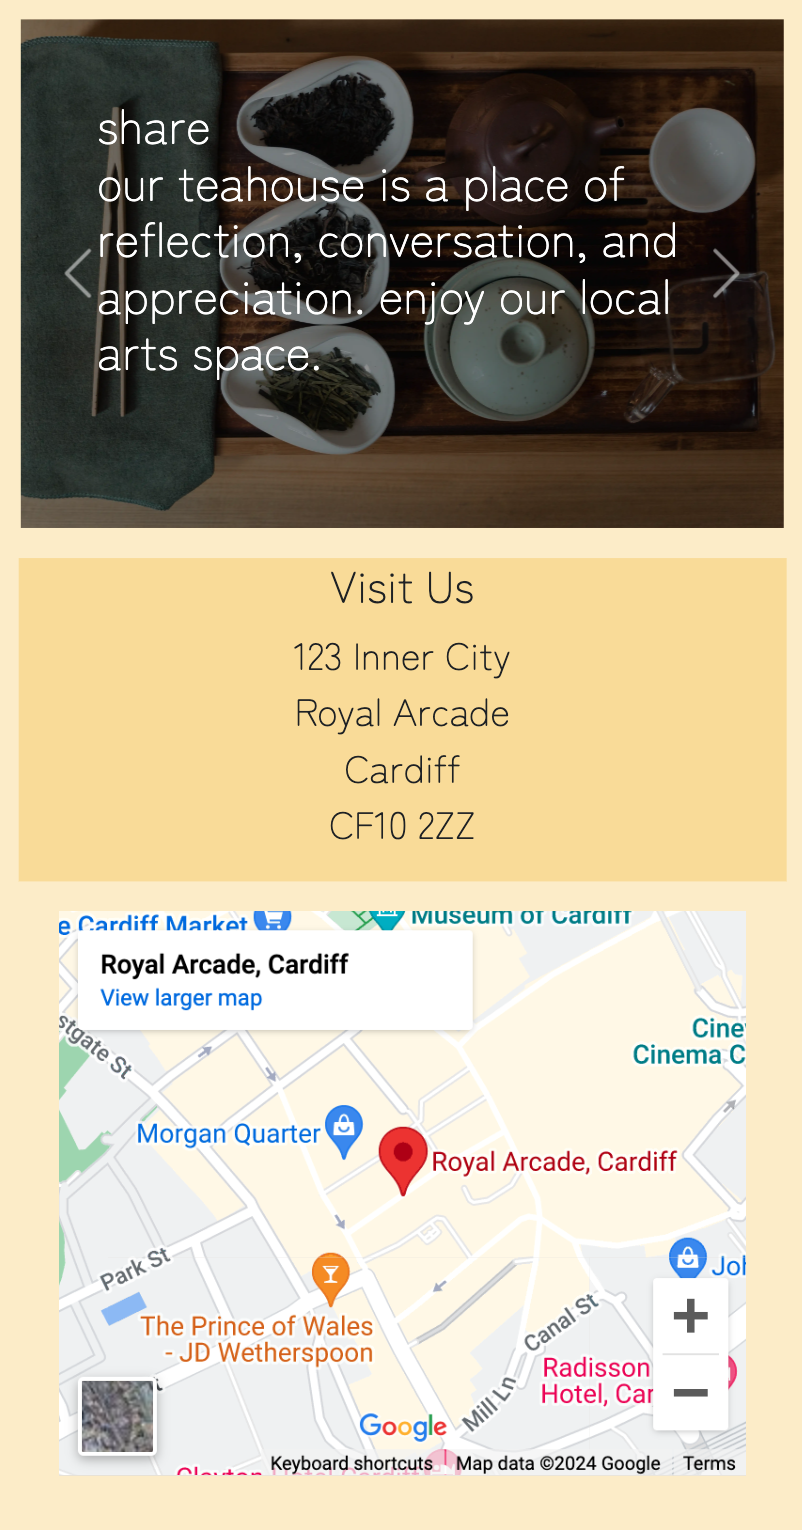 share
our teahouse is a place of
reflection, conversation, and
appreciation. enjoy our local
arts space.
Visit Us
123 Inner City
Royal Arcade
Cardiff
CF10 2ZZ
e Cardiff Market
Museum of Cardiff
Royal Arcade, Cardiff
View larger map
stgate St
Cine
Cinema C
Morgan Quarter
Royal Arcade, Cardiff
Park St
Joh
The Prince of Wales
- JD Wetherspoon
Canal St
Radisson
Hotel, Car
Mill Ln
Google
Keyboard shortcuts
Map data ©2024 Google
Terms
Clayton Hotel Cardiff